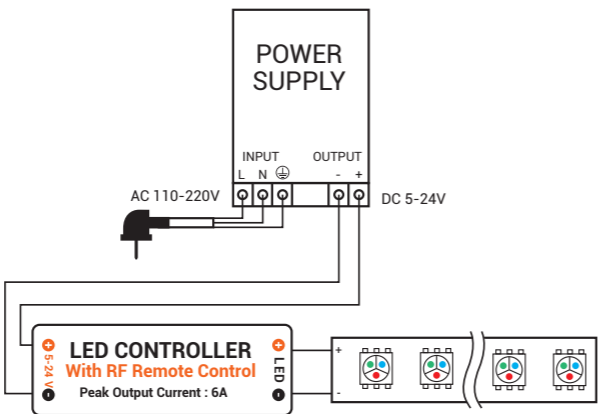 POWER
SUPPLY
INPUT OUTPUT
L N - +
AC 110-220V
DC 5-24V
+ 5-24 V -
LED CONTROLLER
With RF Remote Control
Peak Output Current : 6A
+ LED -
+
-